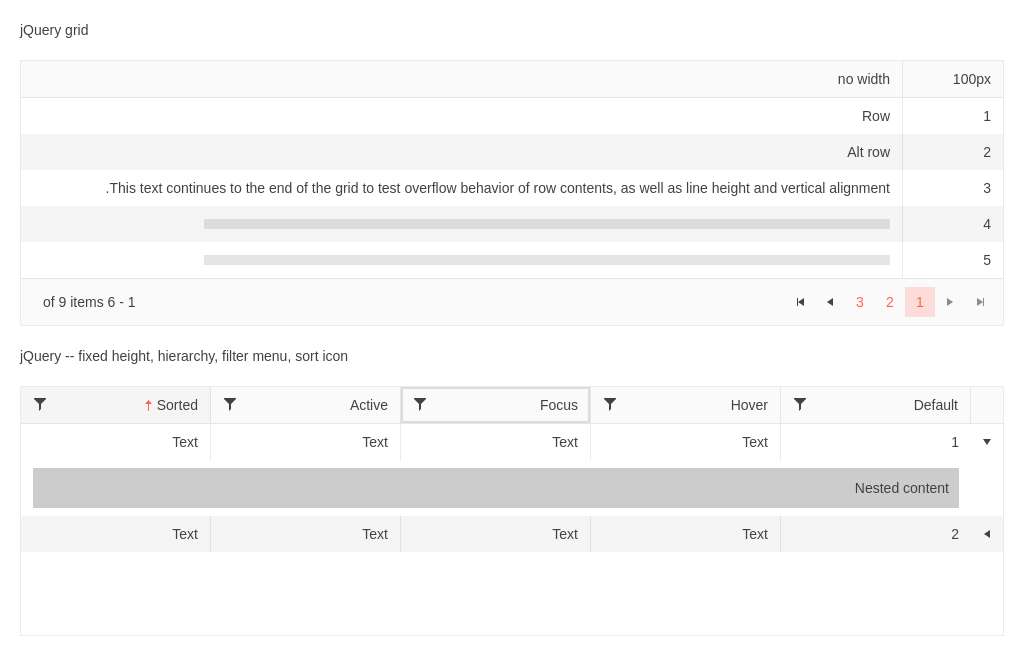 jQuery grid
no width 100px
Row 1
Alt row 2
.This text continues to the end of the grid to test overflow behavior of row contents, as well as line height and vertical alignment 3
4
5
of 9 items 6 - 1 3 2 1
jQuery -- fixed height, hierarchy, filter menu, sort icon
Sorted Active Focus Hover Default
Text Text Text Text 1
Nested content
Text Text Text Text 2